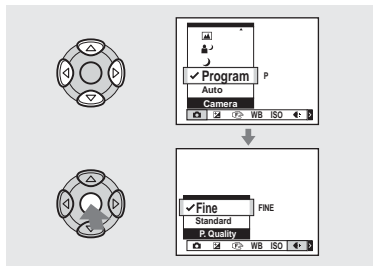 Program P
Auto
Camera
WB ISO
Fine FINE
Standard
P. Quality
WB ISO